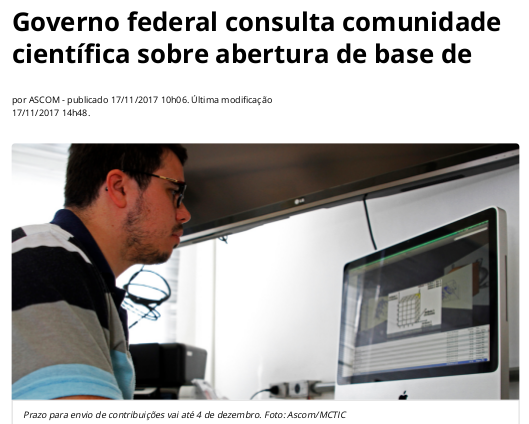 Governo federal consulta comunidade
científica sobre abertura de base de
por ASCOM - publicado 17/11/2017 10h06. Última modificação
17/11/2017 14h48.
LG
Prazo para envio de contribuições vai até 4 de dezembro. Foto: Ascom/MCTIC